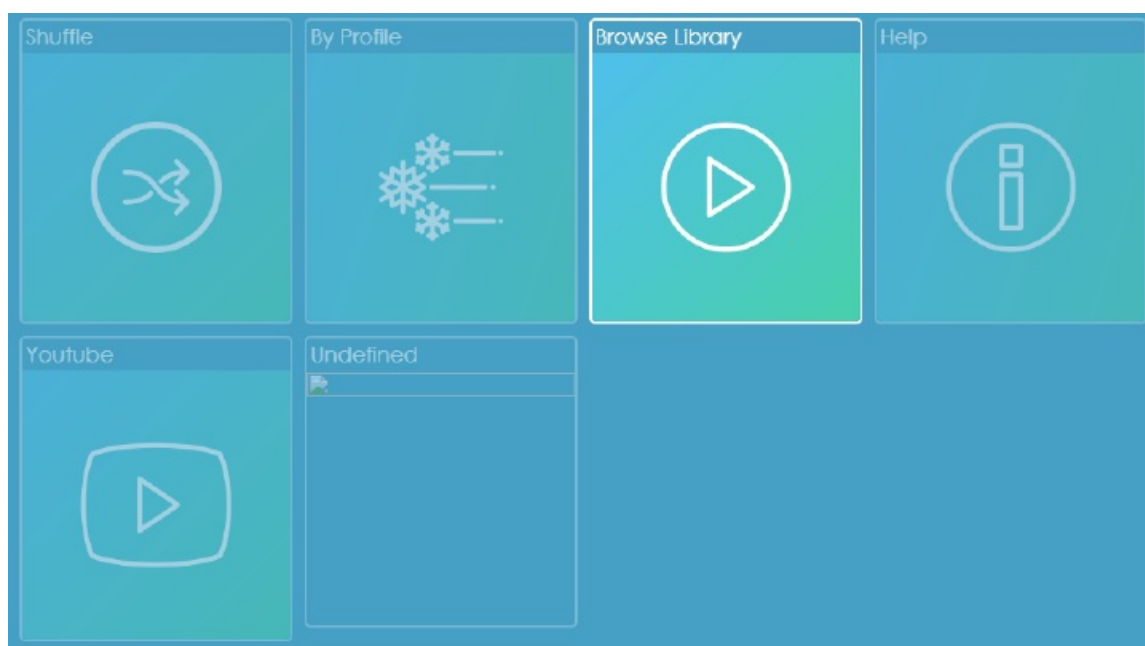 Shuffle
By Profile
Browse Library
Help
Youtube
Undefined